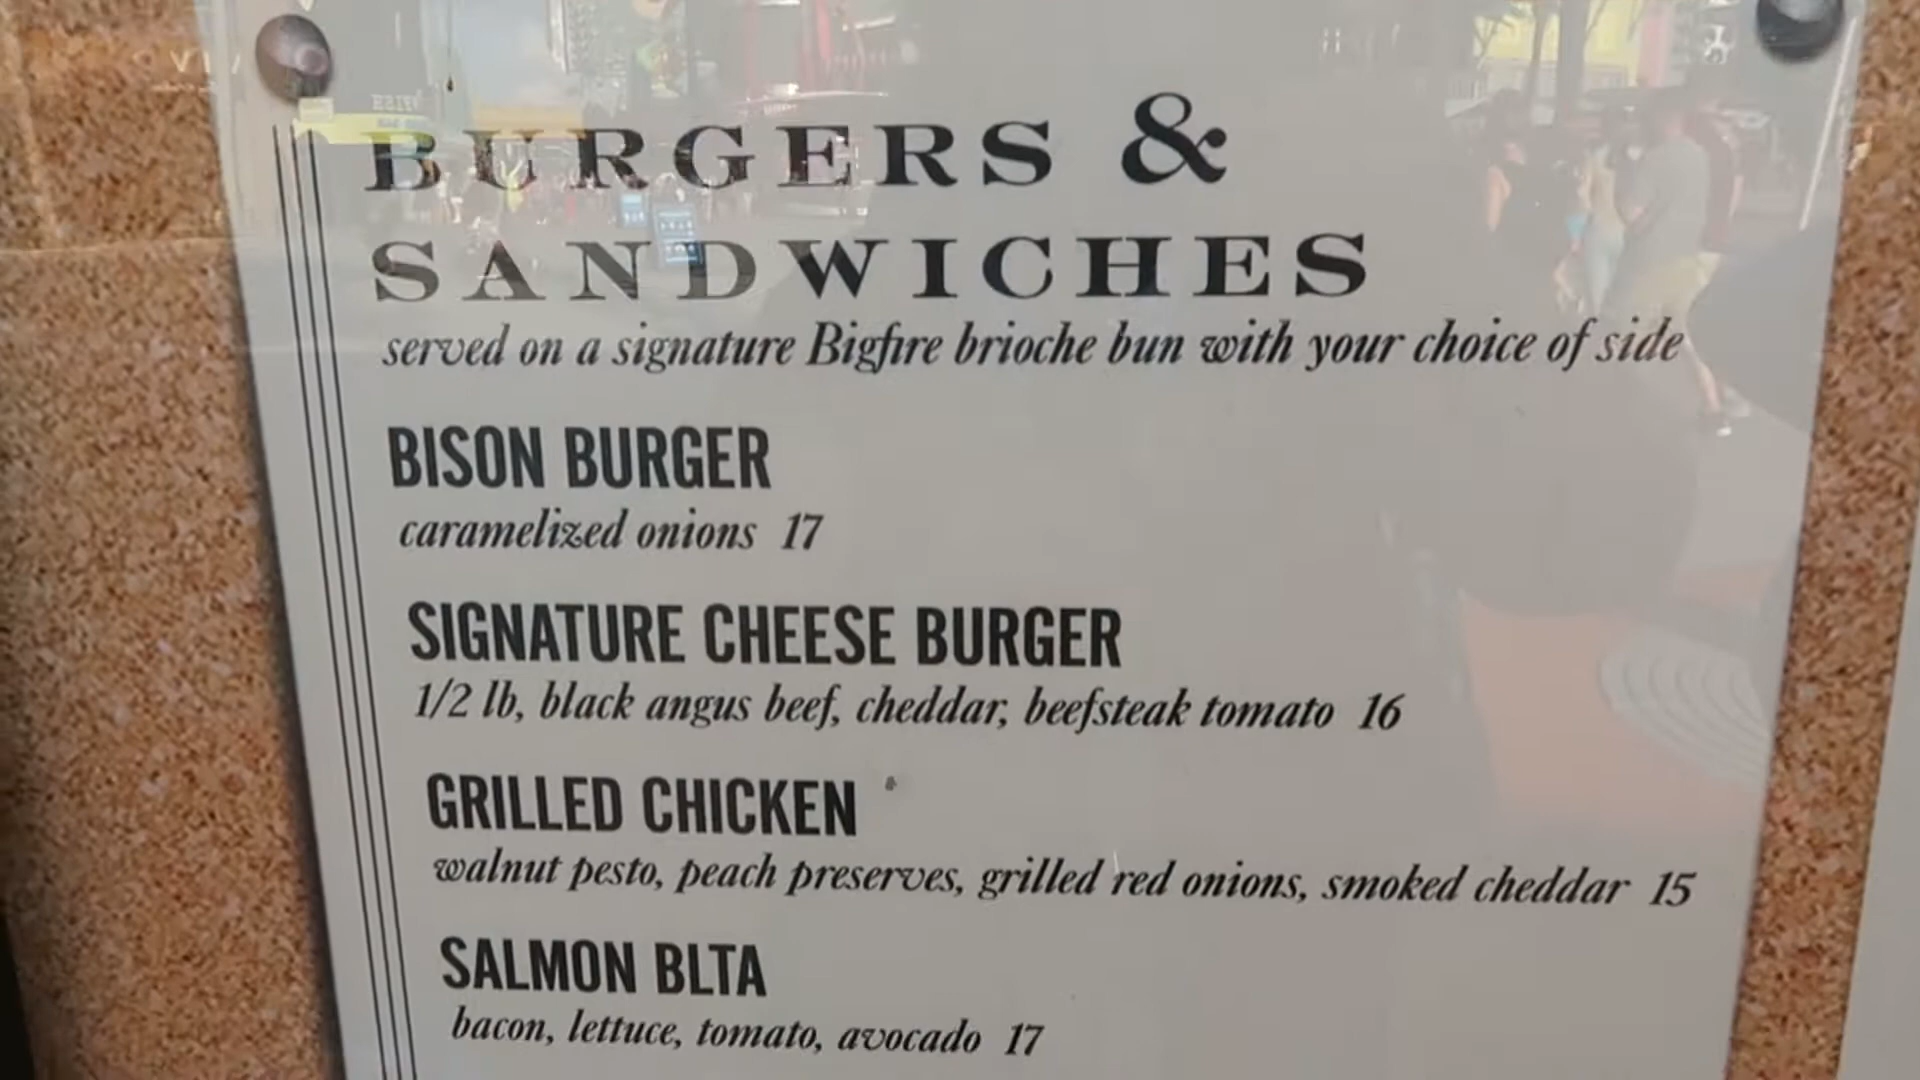 BURGERS &
SANDWICHES
served on a signature Bigfire brioche bun with your choice of side
BISON BURGER
caramelized onions 17
SIGNATURE CHEESE BURGER
1/2 lb, black angus beef, cheddar, beefsteak tomato 16
GRILLED CHICKEN
walnut pesto, peach preserves, grilled red onions, smoked cheddar 15
SALMON BLTA
bacon, lettuce, tomato, avocado 17